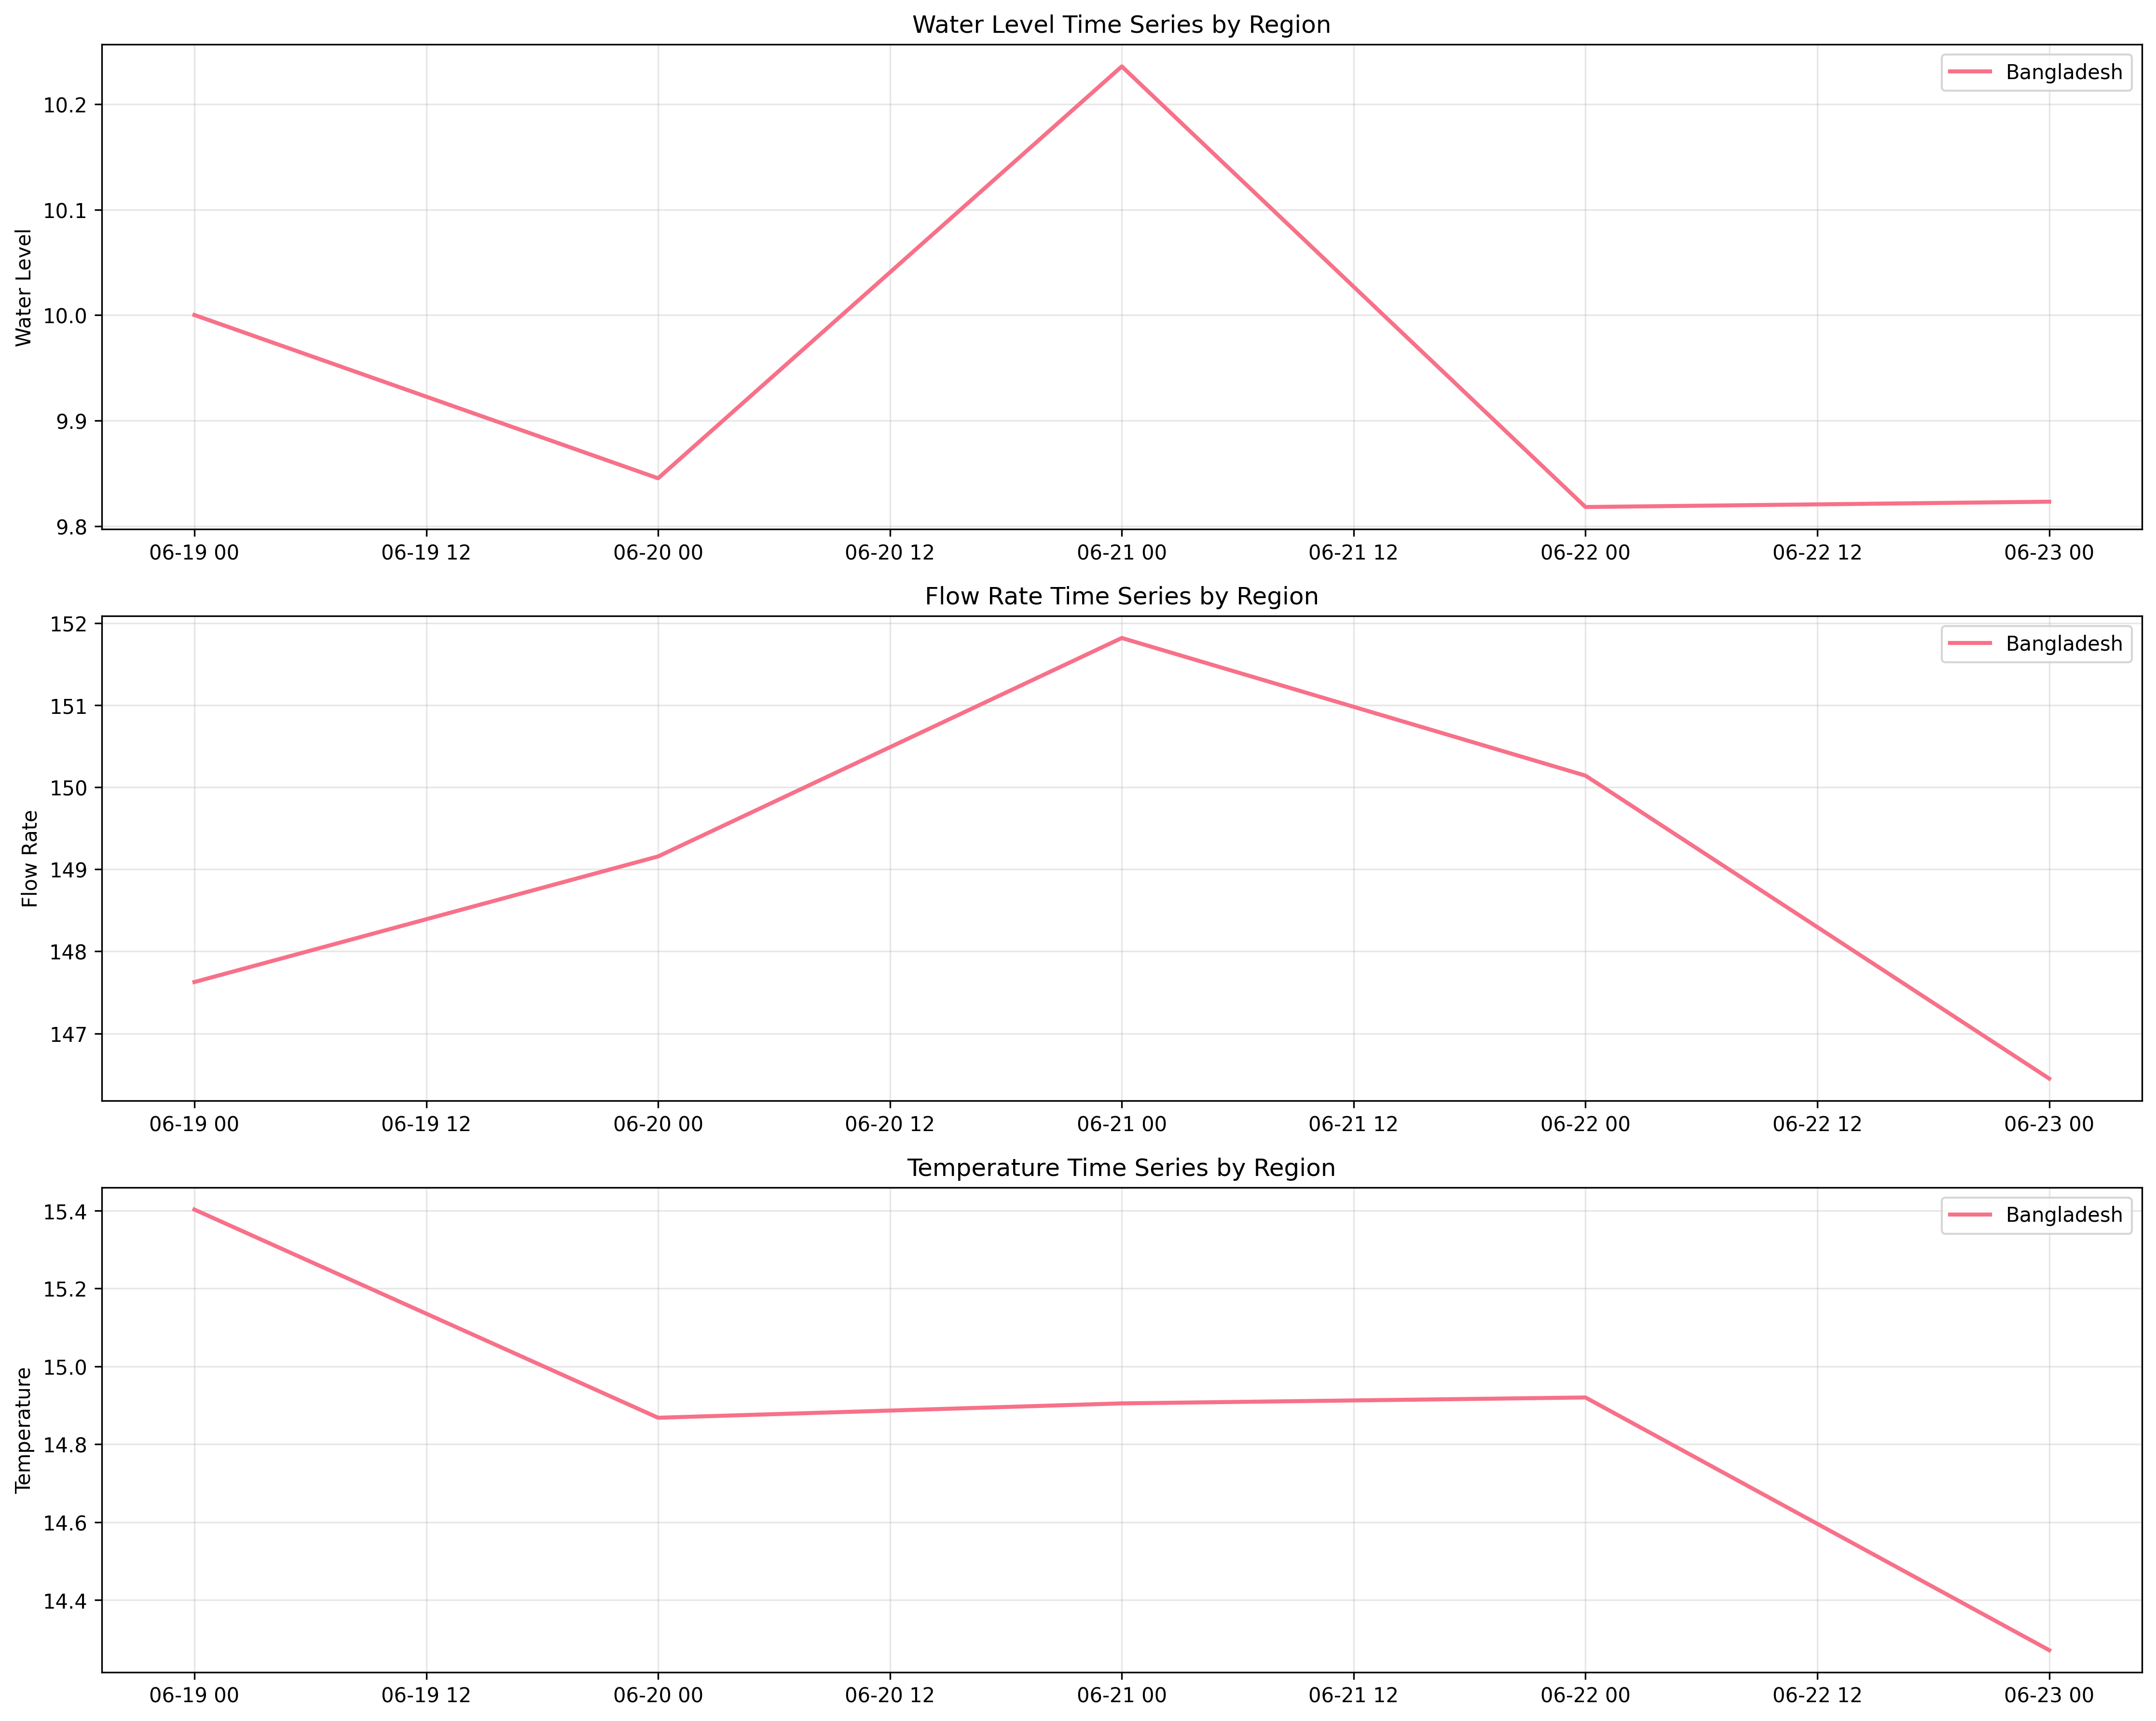 Water Level Time Series by Region
Bangladesh
Water Level
10.2
10.1
10.0
9.9
9.8
06-19 00 06-19 12 06-20 00 06-20 12 06-21 00 06-21 12 06-22 00 06-22 12 06-23 00
Flow Rate Time Series by Region
Bangladesh
Flow Rate
152
151
150
149
148
147
06-19 00 06-19 12 06-20 00 06-20 12 06-21 00 06-21 12 06-22 00 06-22 12 06-23 00
Temperature Time Series by Region
Bangladesh
Temperature
15.4
15.2
15.0
14.8
14.6
14.4
06-19 00 06-19 12 06-20 00 06-20 12 06-21 00 06-21 12 06-22 00 06-22 12 06-23 00